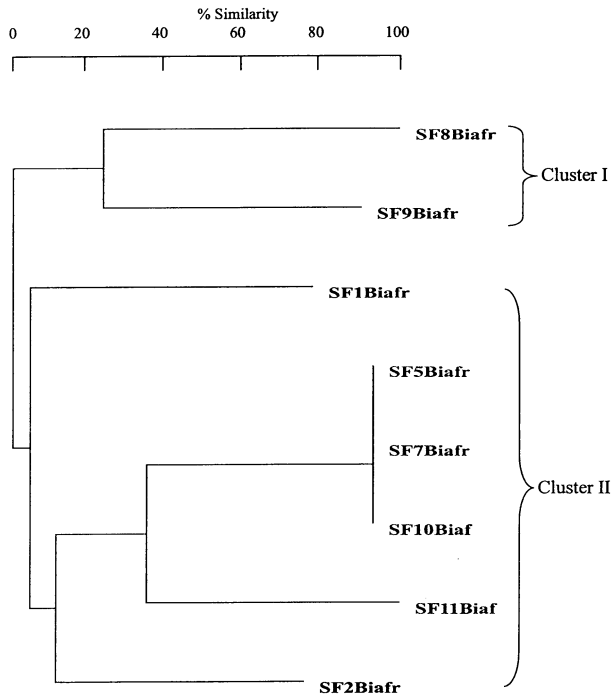 % Similarity
0 20 40 60 80 100
SF8Biafr
Cluster I
SF9Biafr
SF1Biafr
SF5Biafr
SF7Biafr
Cluster II
SF10Biaf
SF11Biaf
SF2Biafr